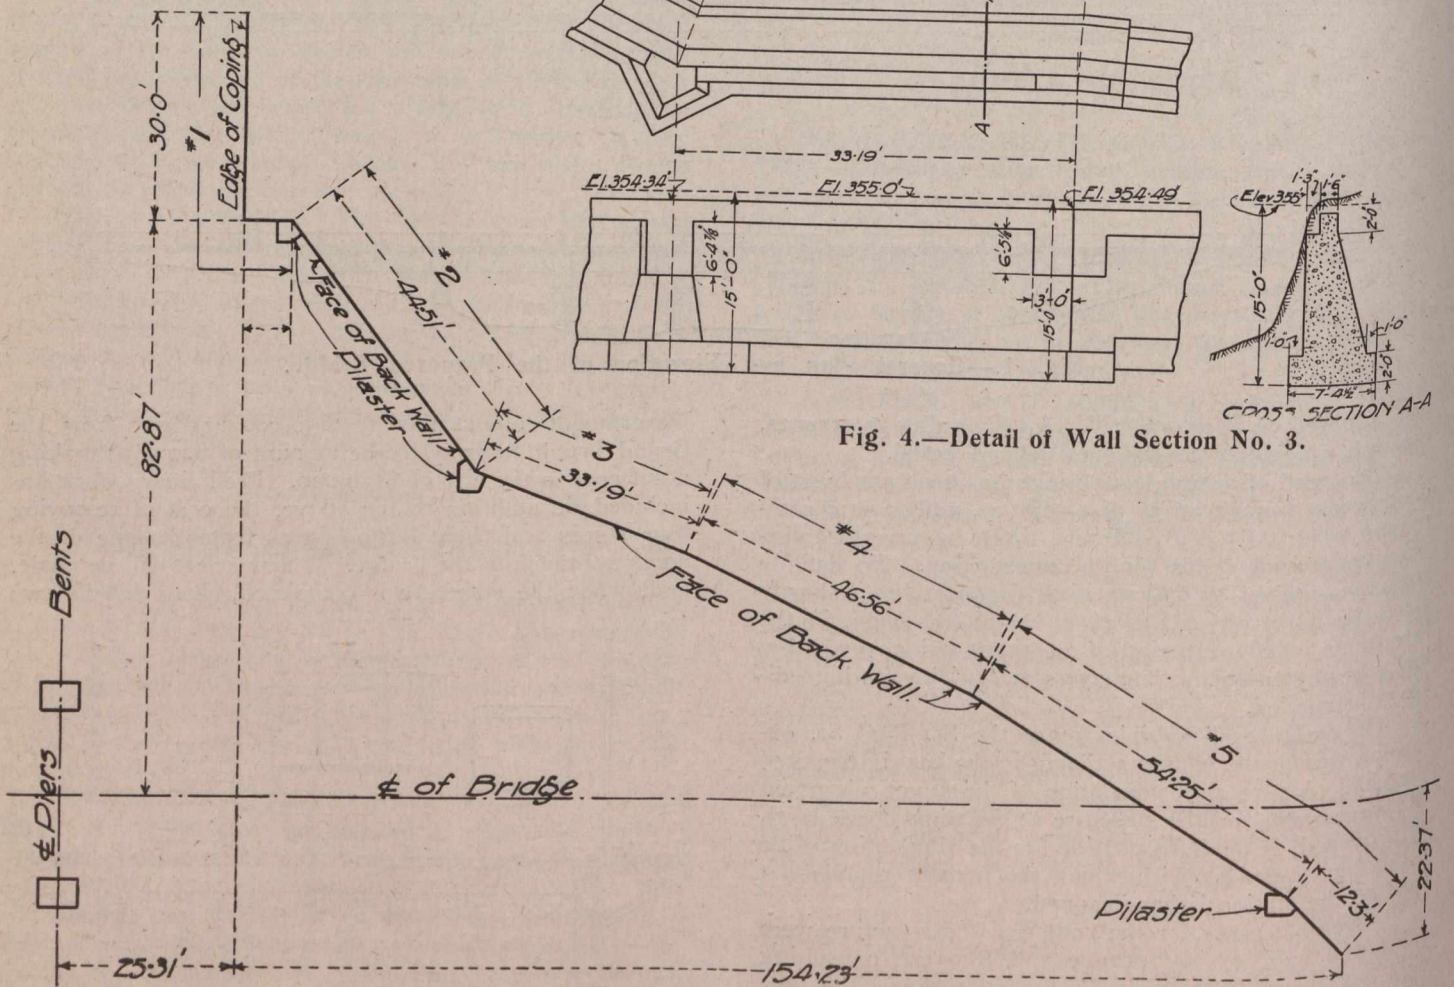 30·0'
#1
Edge of Coping
#2
44·51'
Face of Back Wall
Pilaster
82·87'
#3
33·19'
#4
46·56'
Face of Back Wall.
#5
54·25'
12·3'
22·37'
Pilaster
Bents
℄ Piers
℄ of Bridge
25·31'
154·23'
A
33·19'
El.354·34'
El.355·0'
El.354·49'
6'-4⅞"
15'-0"
6'-5⅛"
3'-0"
15'-0"
Elev355'
1'-3"
1'-6"
2'-0"
15'-0"
1'-0"
1'-0"
2'-0"
7'-4½"
CROSS SECTION A-A
Fig. 4.—Detail of Wall Section No. 3.